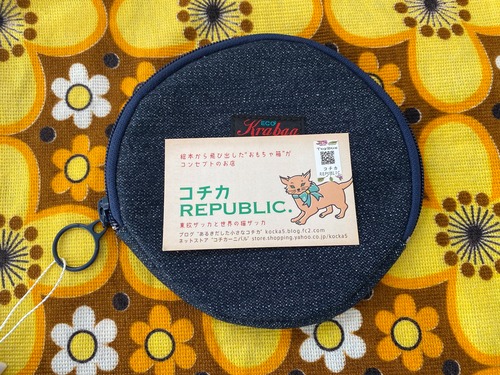 ECO
Krabag
絵本から飛び出した"おもちゃ箱"が
コンセプトのお店
コチカ
REPUBLIC.
東欧ザッカと世界の猫ザッカ
ブログ "あるきだした小さなコチカ" kocka5.blog.fc2.com
ネットストア "コチカーニバル" store.shopping.yahoo.co.jp/kocka5
コチカ